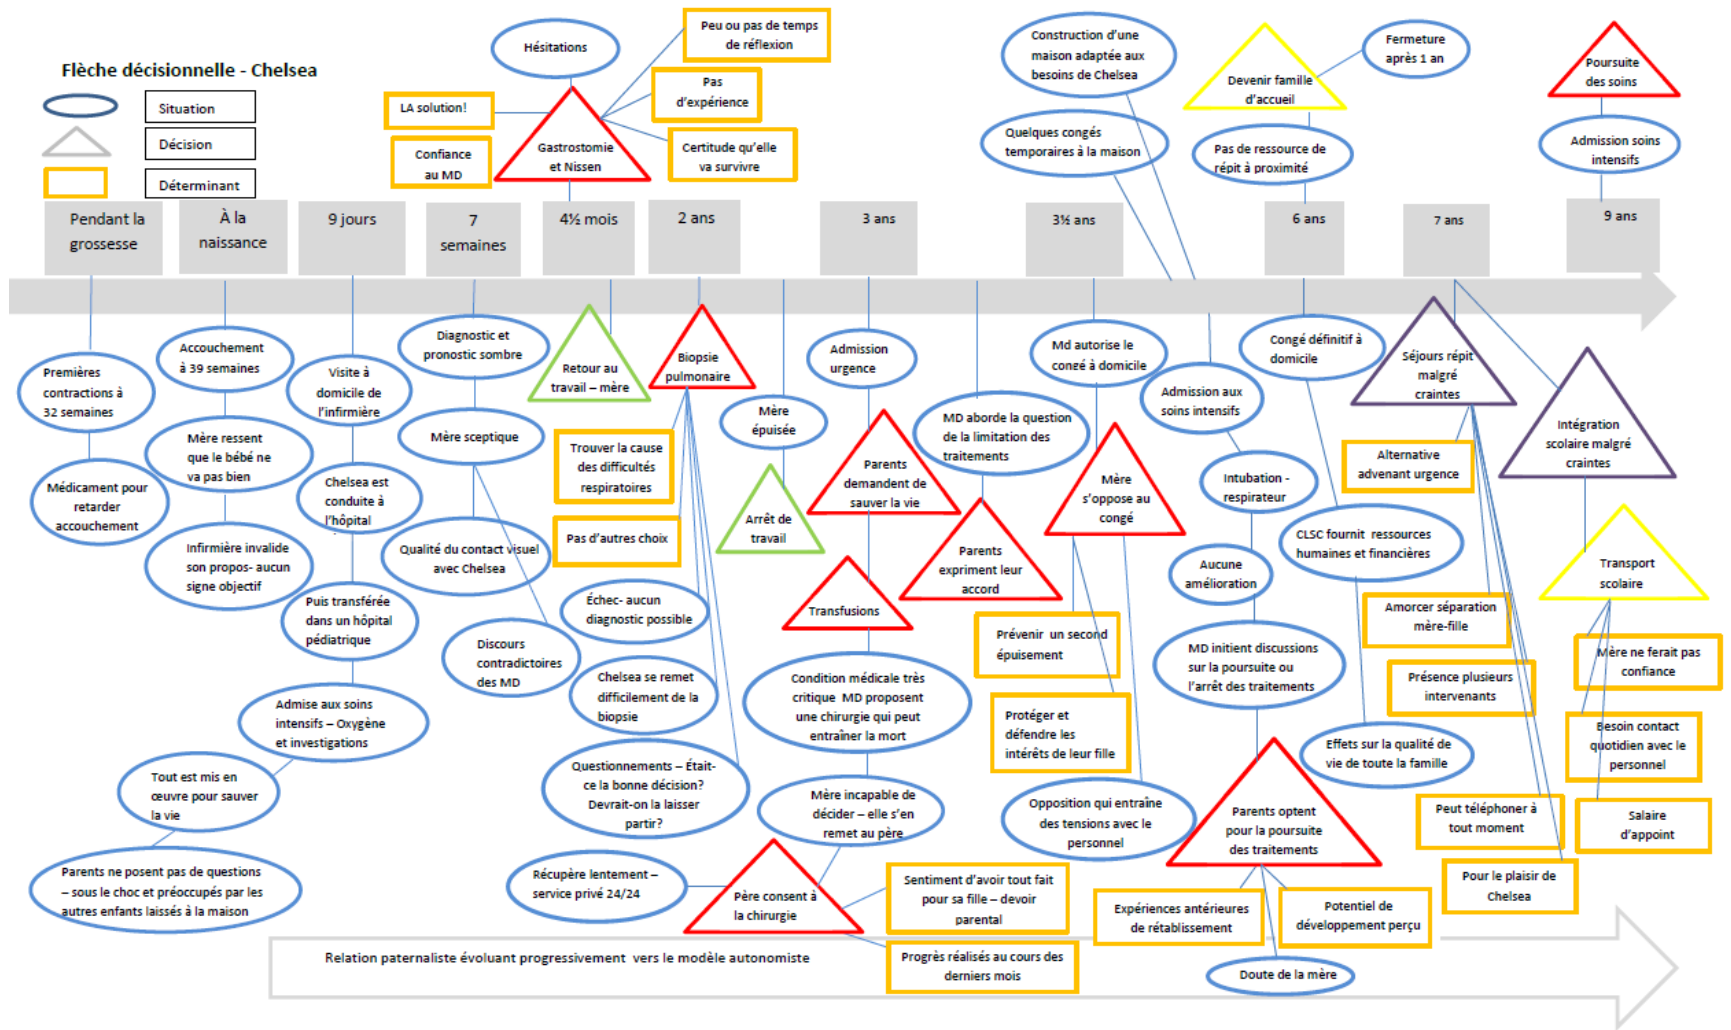 Flèche décisionnelle - Chelsea
Situation
Décision
Déterminant
Hésitations
Peu ou pas de temps
de réflexion
LA solution!
Pas
d'expérience
Confiance
au MD
Gastrostomie
et Nissen
Certitude qu'elle
va survivre
Construction d'une
maison adaptée aux
besoins de Chelsea
Quelques congés
temporaires à la maison
Devenir famille
d'accueil
Fermeture
après 1 an
Pas de ressource de
répit à proximité
Poursuite
des soins
Admission soins
intensifs
Pendant la
grossesse
À la
naissance
9 jours
7
semaines
4½ mois
2 ans
3 ans
3½ ans
6 ans
7 ans
9 ans
Premières
contractions à
32 semaines
Médicament pour
retarder
accouchement
Accouchement
à 39 semaines
Mère ressent
que le bébé ne
va pas bien
Infirmière invalide
son propos- aucun
signe objectif
Visite à
domicile de
l'infirmière
Chelsea est
conduite à
l'hôpital
Puis transférée
dans un hôpital
pédiatrique
Admise aux soins
intensifs – Oxygène
et investigations
Tout est mis en
œuvre pour sauver
la vie
Parents ne posent pas de questions
– sous le choc et préoccupés par les
autres enfants laissés à la maison
Diagnostic et
pronostic sombre
Mère sceptique
Qualité du contact visuel
avec Chelsea
Discours
contradictoires
des MD
Retour au
travail – mère
Biopsie
pulmonaire
Trouver la cause
des difficultés
respiratoires
Pas d'autres choix
Échec- aucun
diagnostic possible
Chelsea se remet
difficilement de la
biopsie
Questionnements – Était-
ce la bonne décision?
Devrait-on la laisser
partir?
Mère
épuisée
Arrêt de
travail
Admission
urgence
Parents
demandent de
sauver la vie
Transfusions
Condition médicale très
critique MD proposent
une chirurgie qui peut
entraîner la mort
Mère incapable de
décider – elle s'en
remet au père
Père consent à
la chirurgie
Récupère lentement –
service privé 24/24
Sentiment d'avoir tout fait
pour sa fille – devoir
parental
Progrès réalisés au cours des
derniers mois
MD aborde la question
de la limitation des
traitements
Parents
expriment leur
accord
Md autorise le
congé à domicile
Mère
s'oppose au
congé
Prévenir un second
épuisement
Protéger et
défendre les
intérêts de leur fille
Opposition qui entraîne
des tensions avec le
personnel
Admission aux
soins intensifs
Intubation -
respirateur
Aucune
amélioration
MD initient discussions
sur la poursuite ou
l'arrêt des traitements
Parents optent
pour la poursuite
des traitements
Expériences antérieures
de rétablissement
Potentiel de
développement perçu
Doute de la mère
Congé définitif à
domicile
CLSC fournit ressources
humaines et financières
Effets sur la qualité de
vie de toute la famille
Séjours répit
malgré
craintes
Alternative
advenant urgence
Amorcer séparation
mère-fille
Présence plusieurs
intervenants
Peut téléphoner à
tout moment
Pour le plaisir de
Chelsea
Intégration
scolaire malgré
craintes
Transport
scolaire
Mère ne ferait pas
confiance
Besoin contact
quotidien avec le
personnel
Salaire
d'appoint
Relation paternaliste évoluant progressivement vers le modèle autonomiste